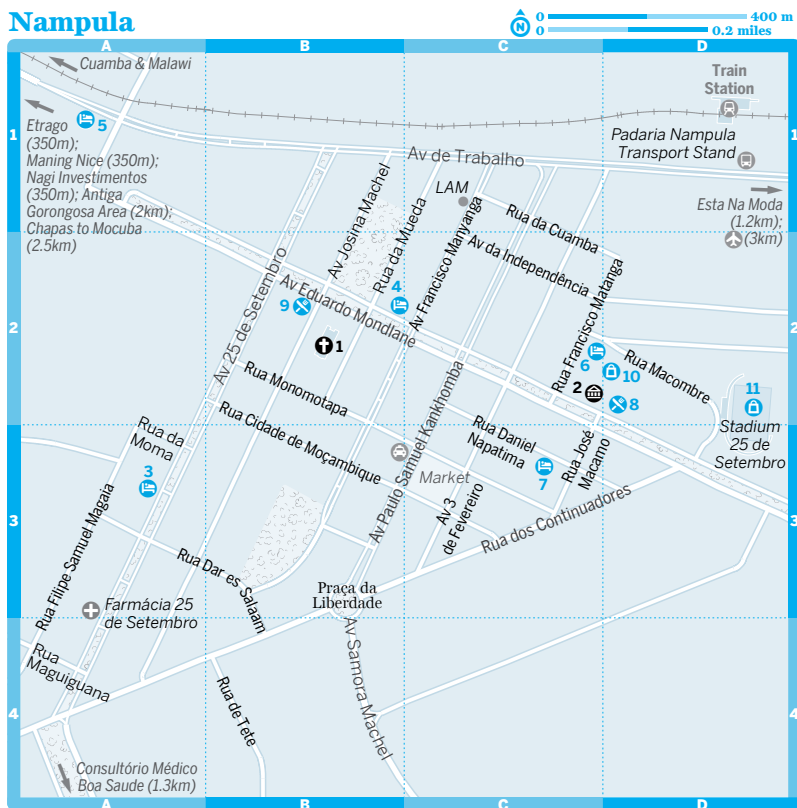 Nampula
N
0 400 m
0 0.2 miles
A B C D
1 1
2 2
3 3
4 4
A B C D
Cuamba & Malawi
Train
Station
5
Etrago
(350m);
Maning Nice (350m);
Nagi Investimentos
(350m); Antiga
Gorongosa Area (2km);
Chapas to Mocuba
(2.5km)
Padaria Nampula
Transport Stand
Av de Trabalho
LAM
Esta Na Moda
(1.2km);
(3km)
Av Josina Machel
Rua da Mueda
Av Francisco Manyanga
Rua da Cuamba
Av da Independência
Av 25 de Setembro
Av Eduardo Mondlane
Rua Francisco Matanga
4
9
1
6
10
2
8
11
Rua Macombre
Stadium
25 de
Setembro
Rua Monomotapa
Rua Cidade de Moçambique
Av Paulo Samuel Kankhomba
Rua Daniel
Napatima
Rua José
Macamo
7
Market
Rua da
Moma
3
Av 3
de Fevereiro
Rua dos Continuadores
Rua Filipe Samuel Magaia
Rua Dar es Salaam
Praça da
Liberdade
Farmácia 25
de Setembro
Rua
Maguiguana
Rua de Tete
Av Samora Machel
Consultório Médico
Boa Saude (1.3km)